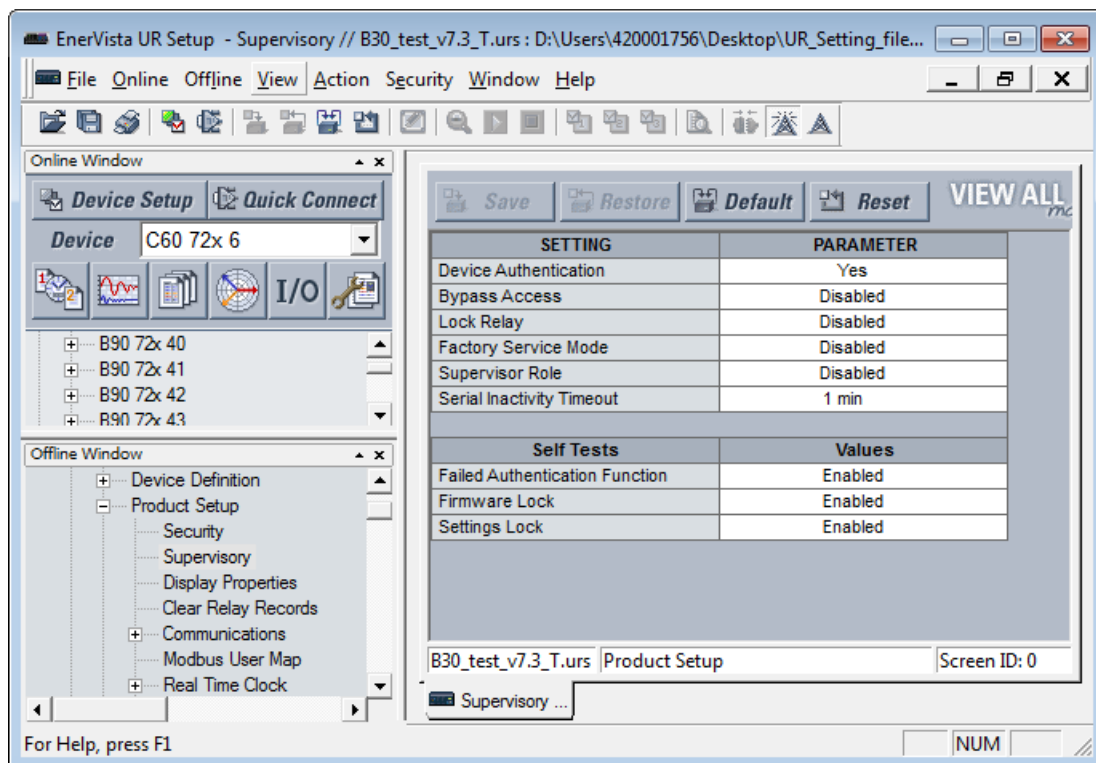 EnerVista UR Setup - Supervisory // B30_test_v7.3_T.urs : D:\Users\420001756\Desktop\UR_Setting_file...
File Online Offline View Action Security Window Help
Online Window
Device Setup Quick Connect
Device C60 72x 6
1 2 I/O
B90 72x 40
B90 72x 41
B90 72x 42
B90 72x 43
Offline Window
Device Definition
Product Setup
Security
Supervisory
Display Properties
Clear Relay Records
Communications
Modbus User Map
Real Time Clock
Save Restore Default Reset VIEW ALL
SETTING PARAMETER
Device Authentication Yes
Bypass Access Disabled
Lock Relay Disabled
Factory Service Mode Disabled
Supervisor Role Disabled
Serial Inactivity Timeout 1 min
Self Tests Values
Failed Authentication Function Enabled
Firmware Lock Enabled
Settings Lock Enabled
B30_test_v7.3_T.urs Product Setup Screen ID: 0
Supervisory ...
For Help, press F1 NUM